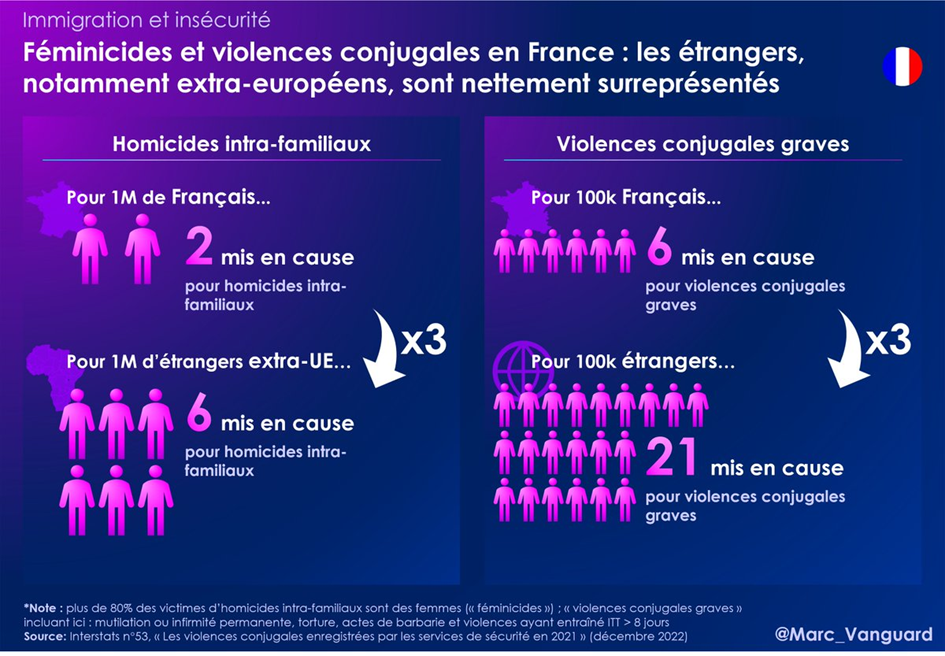 Immigration et insécurité
Féminicides et violences conjugales en France : les étrangers,
notamment extra-européens, sont nettement surreprésentés
Homicides intra-familiaux
Pour 1M de Français...
2 mis en cause
pour homicides intra-
familiaux
x3
Pour 1M d’étrangers extra-UE...
6 mis en cause
pour homicides intra-
familiaux
Violences conjugales graves
Pour 100k Français...
6 mis en cause
pour violences conjugales
graves
x3
Pour 100k étrangers...
21 mis en cause
pour violences conjugales
graves
*Note : plus de 80% des victimes d’homicides intra-familiaux sont des femmes (« féminicides ») ; « violences conjugales graves »
incluant ici : mutilation ou infirmité permanente, torture, actes de barbarie et violences ayant entraîné ITT > 8 jours
Source: Interstats n°53, « Les violences conjugales enregistrées par les services de sécurité en 2021 » (décembre 2022)
@Marc_Vanguard